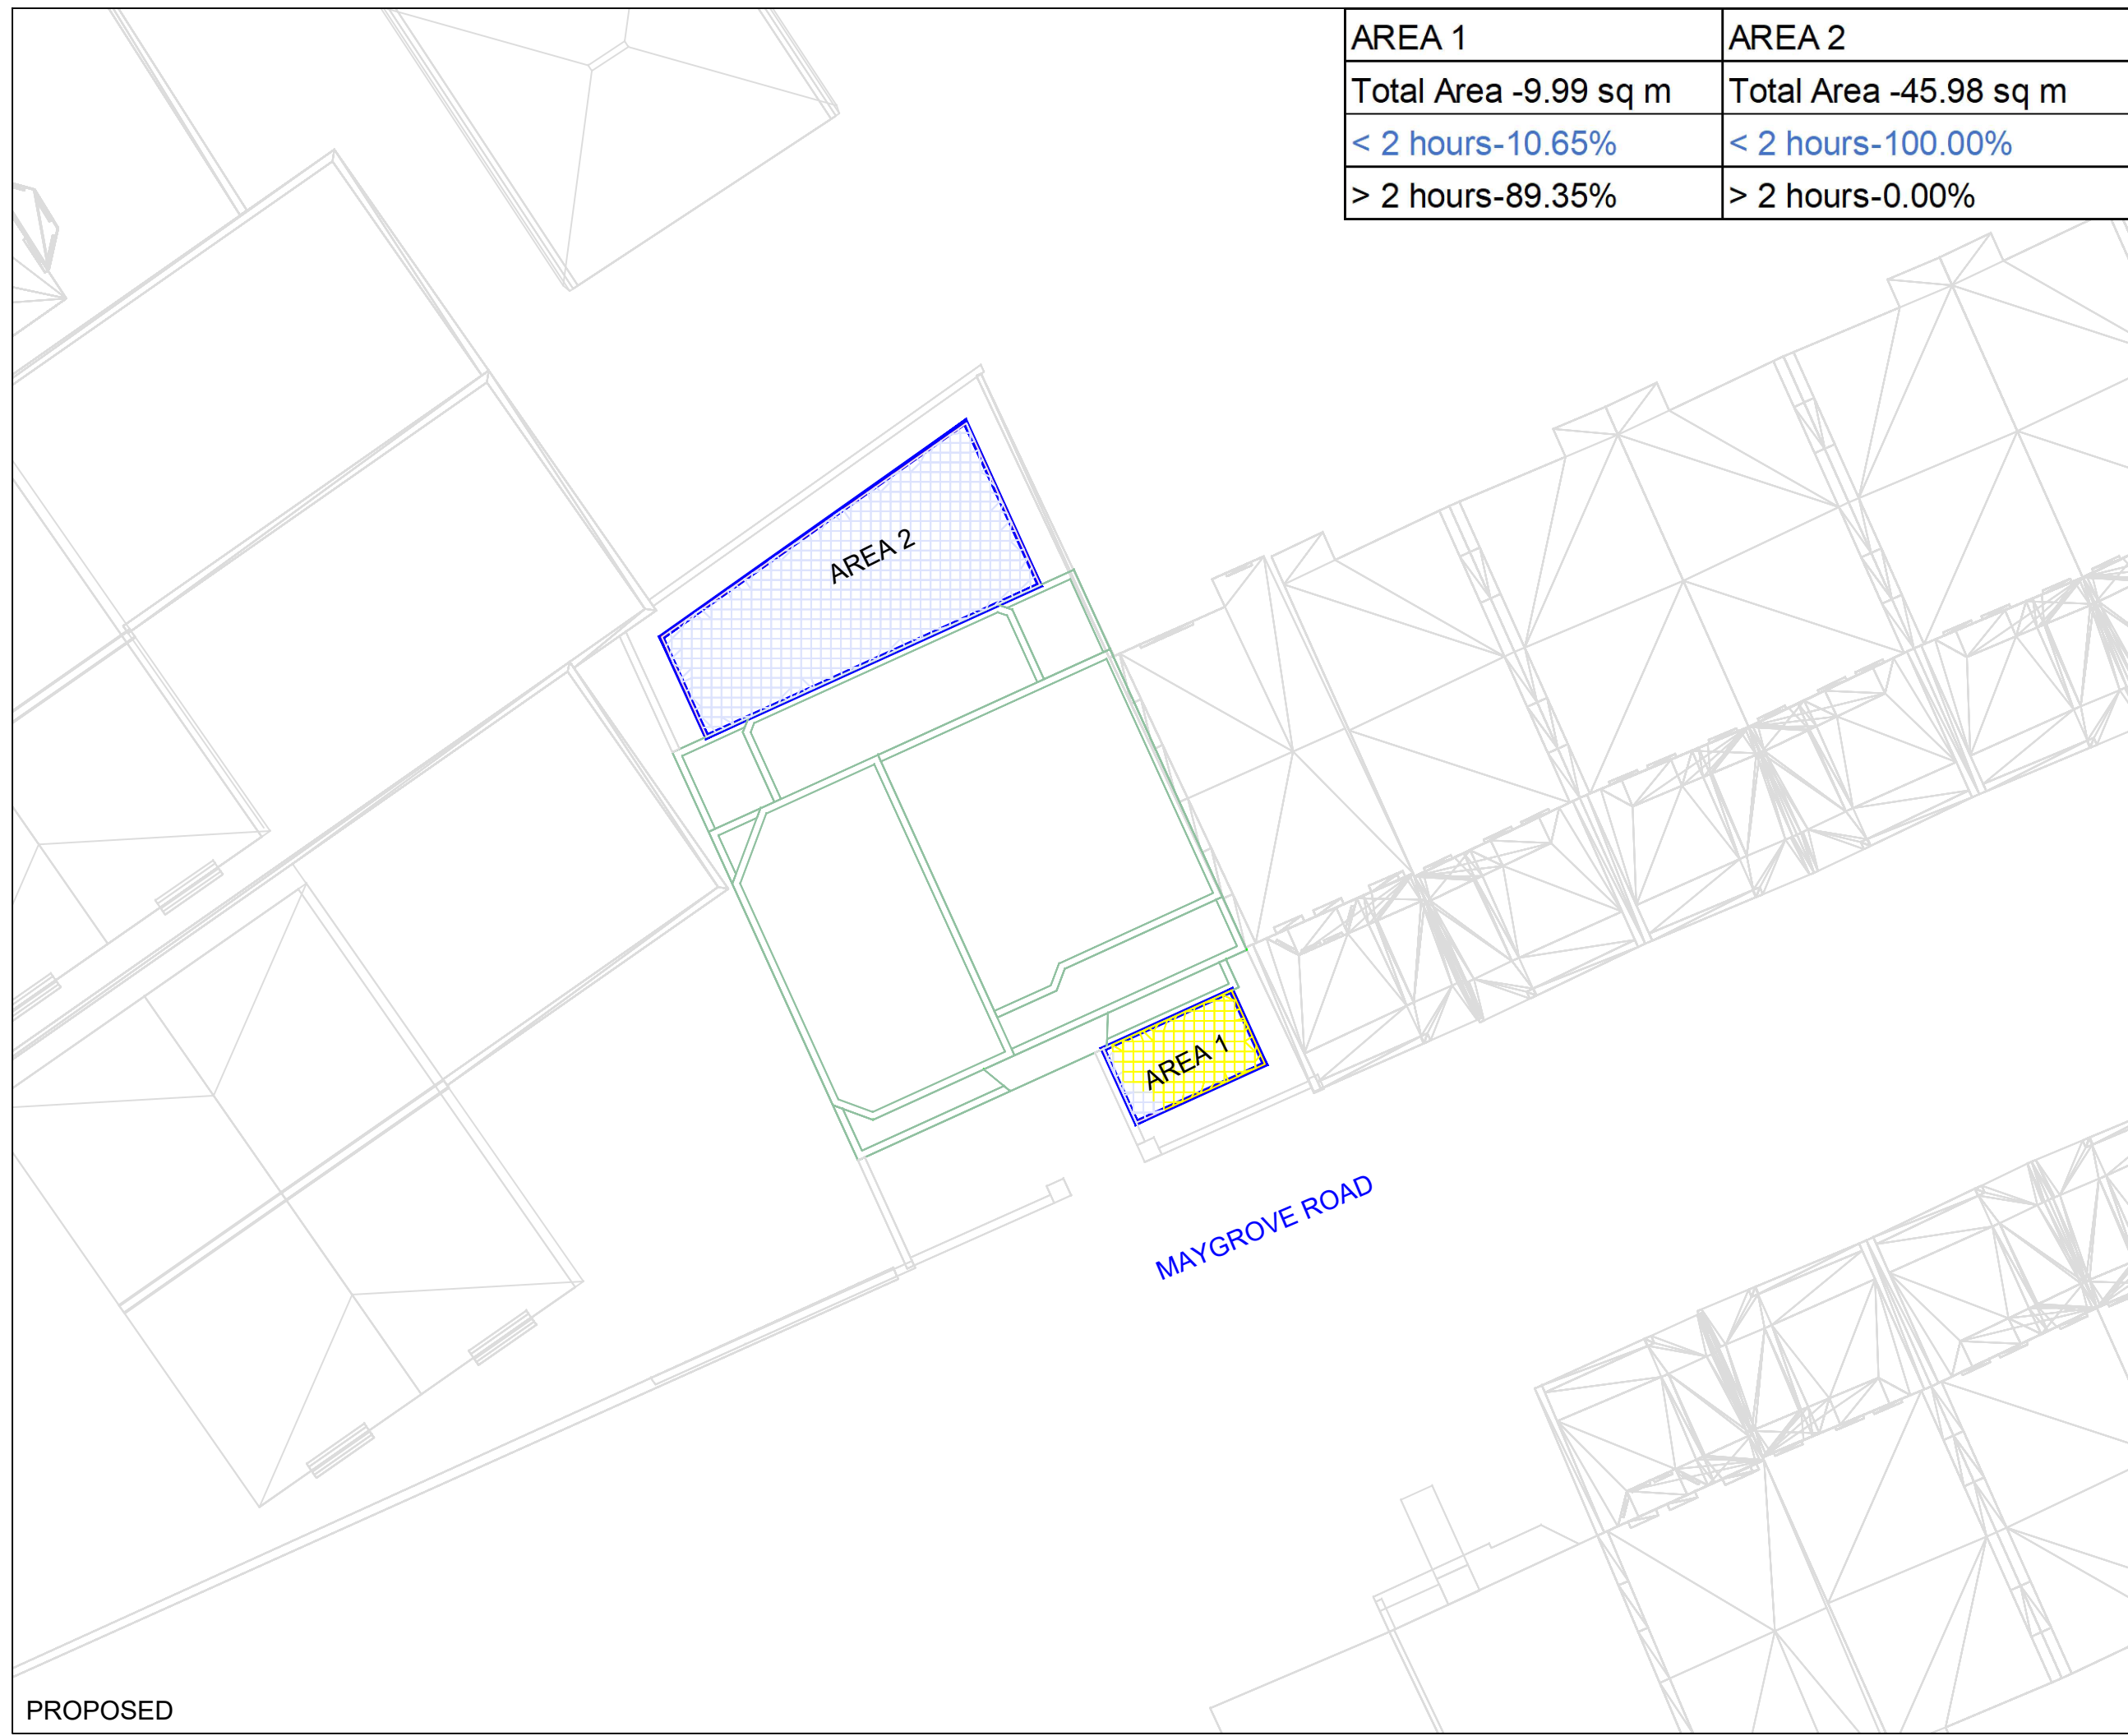 AREA 1 AREA 2
Total Area -9.99 sq m Total Area -45.98 sq m
< 2 hours-10.65% < 2 hours-100.00%
> 2 hours-89.35% > 2 hours-0.00%
AREA 2
AREA 1
MAYGROVE ROAD
PROPOSED